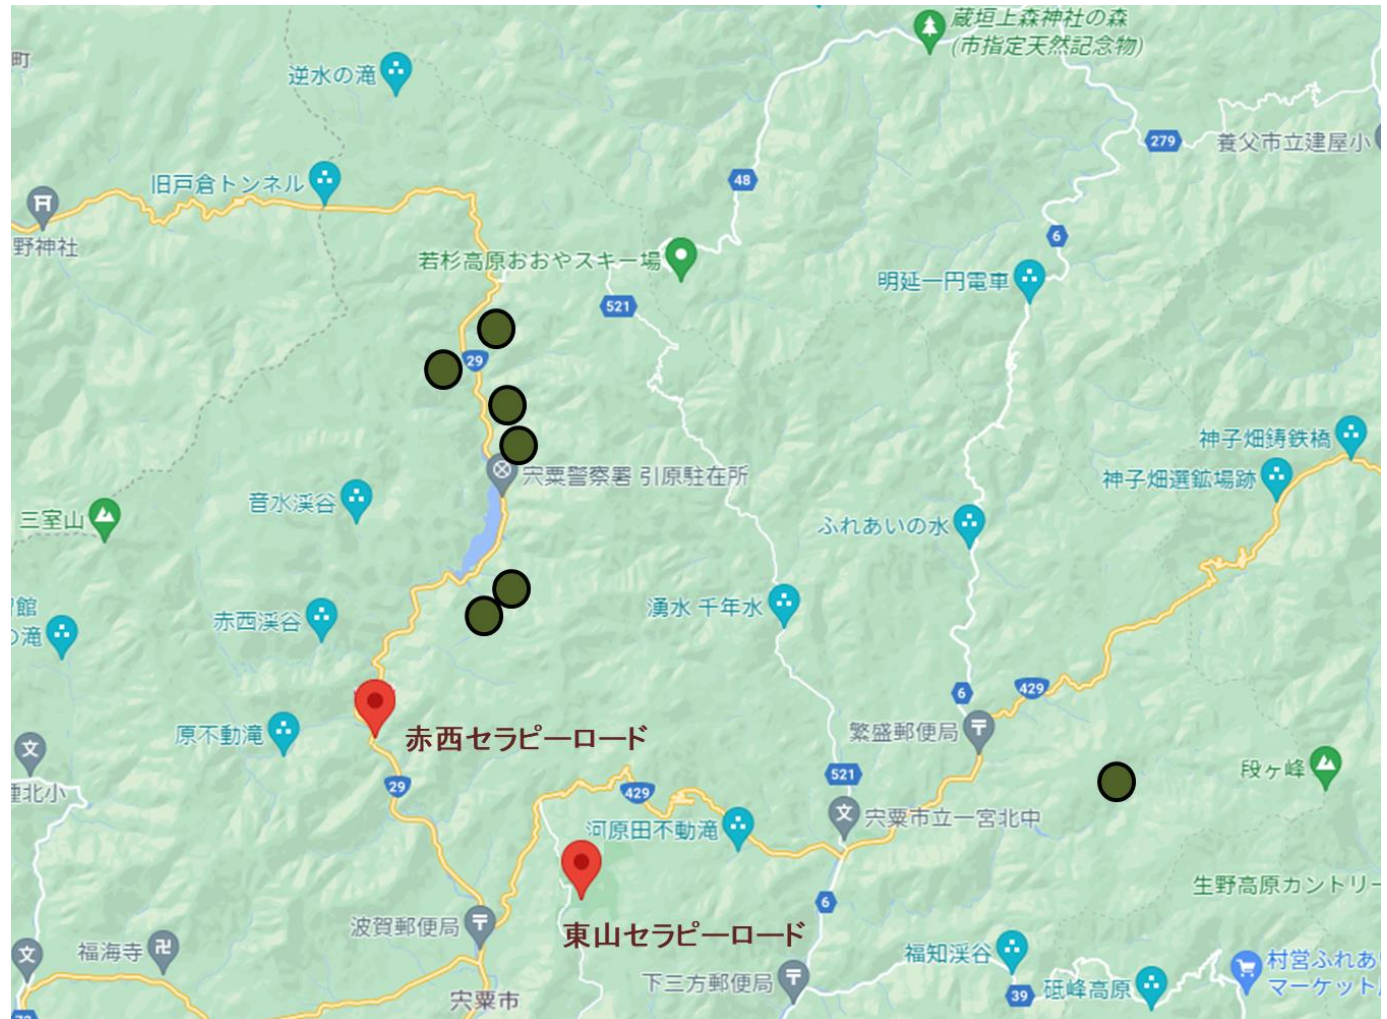 蔵垣上森神社の森
(市指定天然記念物)
町
逆水の滝
279
養父市立建屋小
48
旧戸倉トンネル
野神社
6
若杉高原おおやスキー場
明延一円電車
521
29
神子畑鋳鉄橋
宍粟警察署 引原駐在所
神子畑選鉱場跡
音水渓谷
三室山
ふれあいの水
館
の滝
赤西渓谷
湧水 千年水
6
429
原不動滝
赤西セラピーロード
繁盛郵便局
段ヶ峰
29
429
521
北小
河原田不動滝
宍粟市立一宮北中
生野高原カントリー
6
波賀郵便局
東山セラピーロード
福海寺
福知渓谷
下三方郵便局
村営ふれあ
マーケット
宍粟市
39
砥峰高原